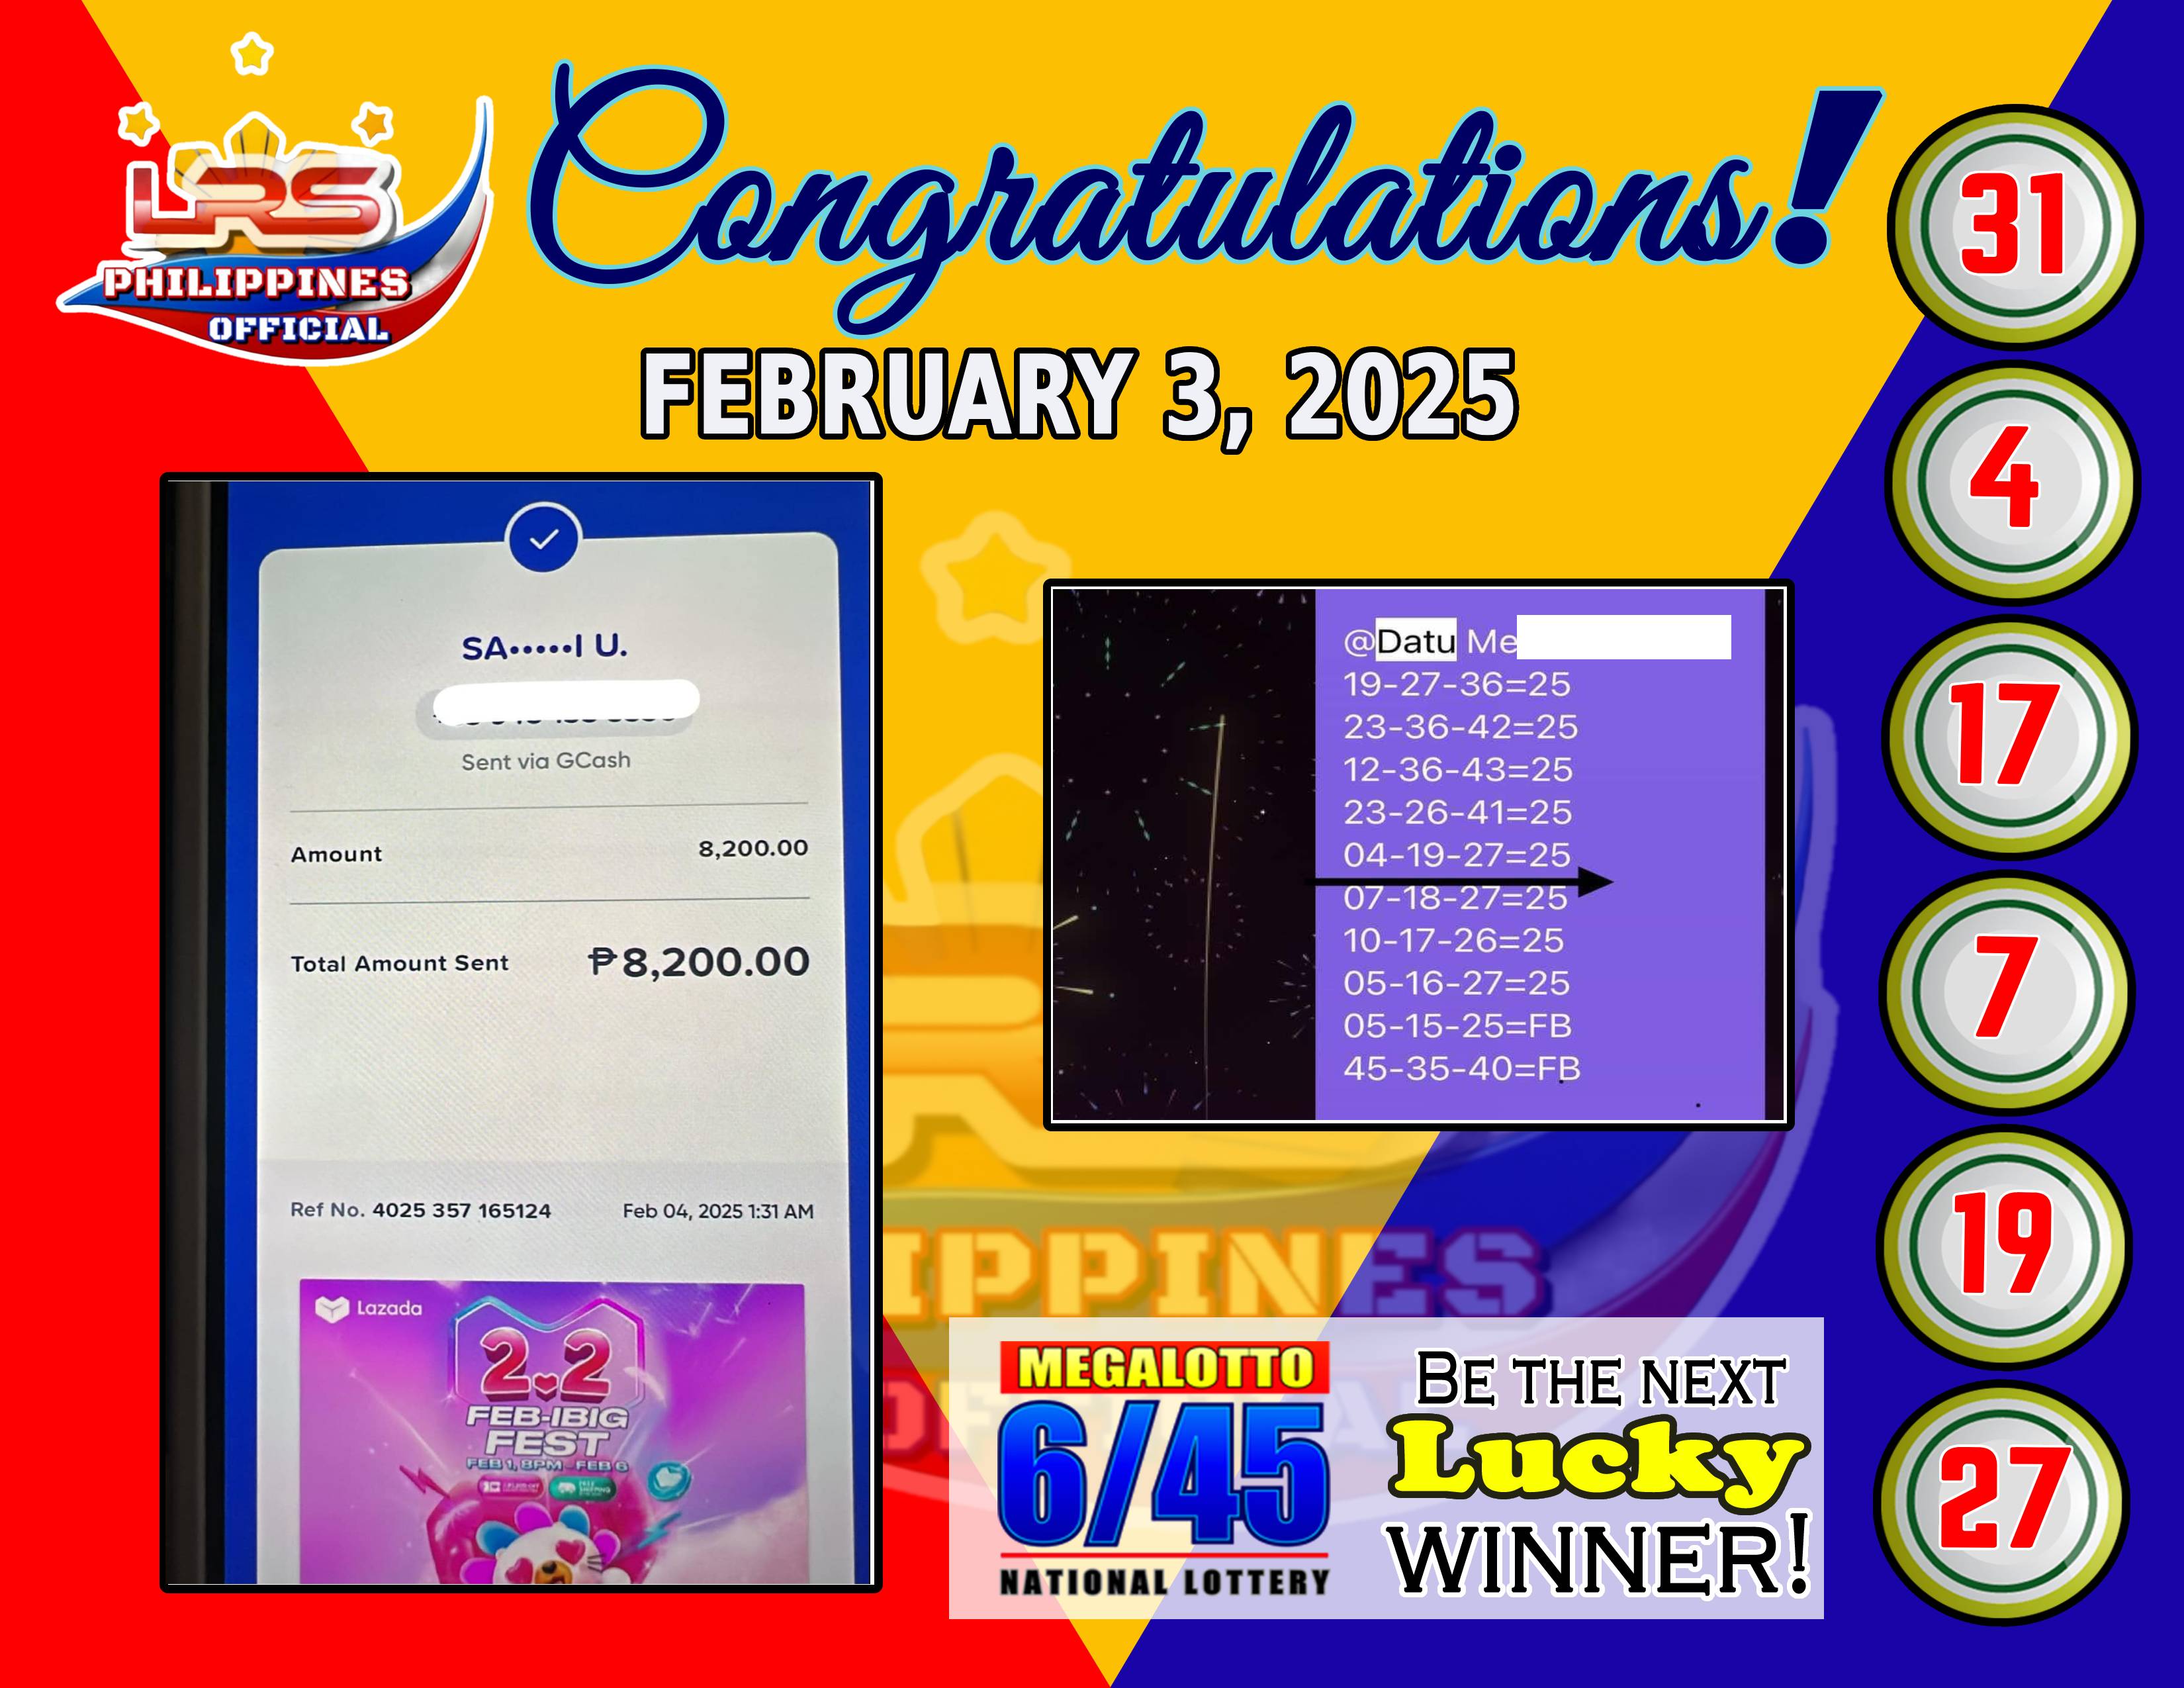 LRS
PHILIPPINES
OFFICIAL
Congratulations!
FEBRUARY 3, 2025
SA•••••I U.
Sent via GCash
Amount 8,200.00
Total Amount Sent ₱8,200.00
Ref No. 4025 357 165124 Feb 04, 2025 1:31 AM
Lazada
2.2
FEB-IBIG
FEST
FEB 1, 8PM - FEB 6
@Datu Me
19-27-36=25
23-36-42=25
12-36-43=25
23-26-41=25
04-19-27=25
07-18-27=25
10-17-26=25
05-16-27=25
05-15-25=FB
45-35-40=FB
31
4
17
7
19
27
MEGALOTTO
6/45
NATIONAL LOTTERY
BE THE NEXT
Lucky
WINNER!